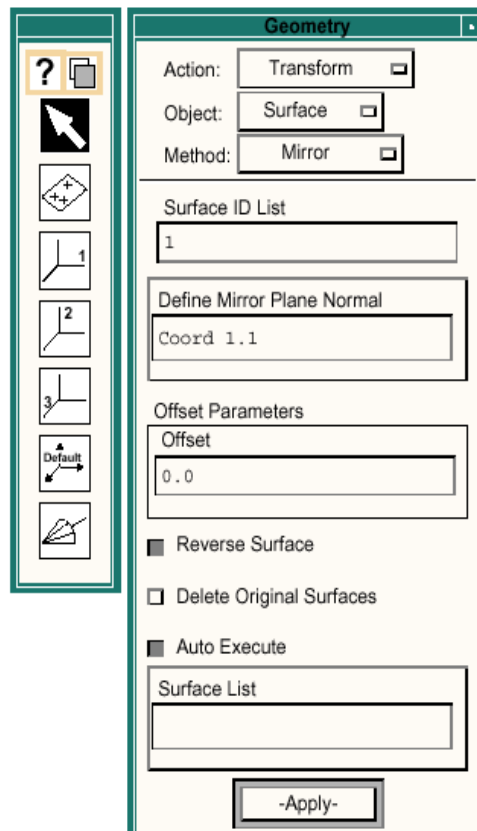 ?
1
2
3
Default
Geometry
Action: Transform
Object: Surface
Method: Mirror
Surface ID List
1
Define Mirror Plane Normal
Coord 1.1
Offset Parameters
Offset
0.0
Reverse Surface
Delete Original Surfaces
Auto Execute
Surface List
-Apply-